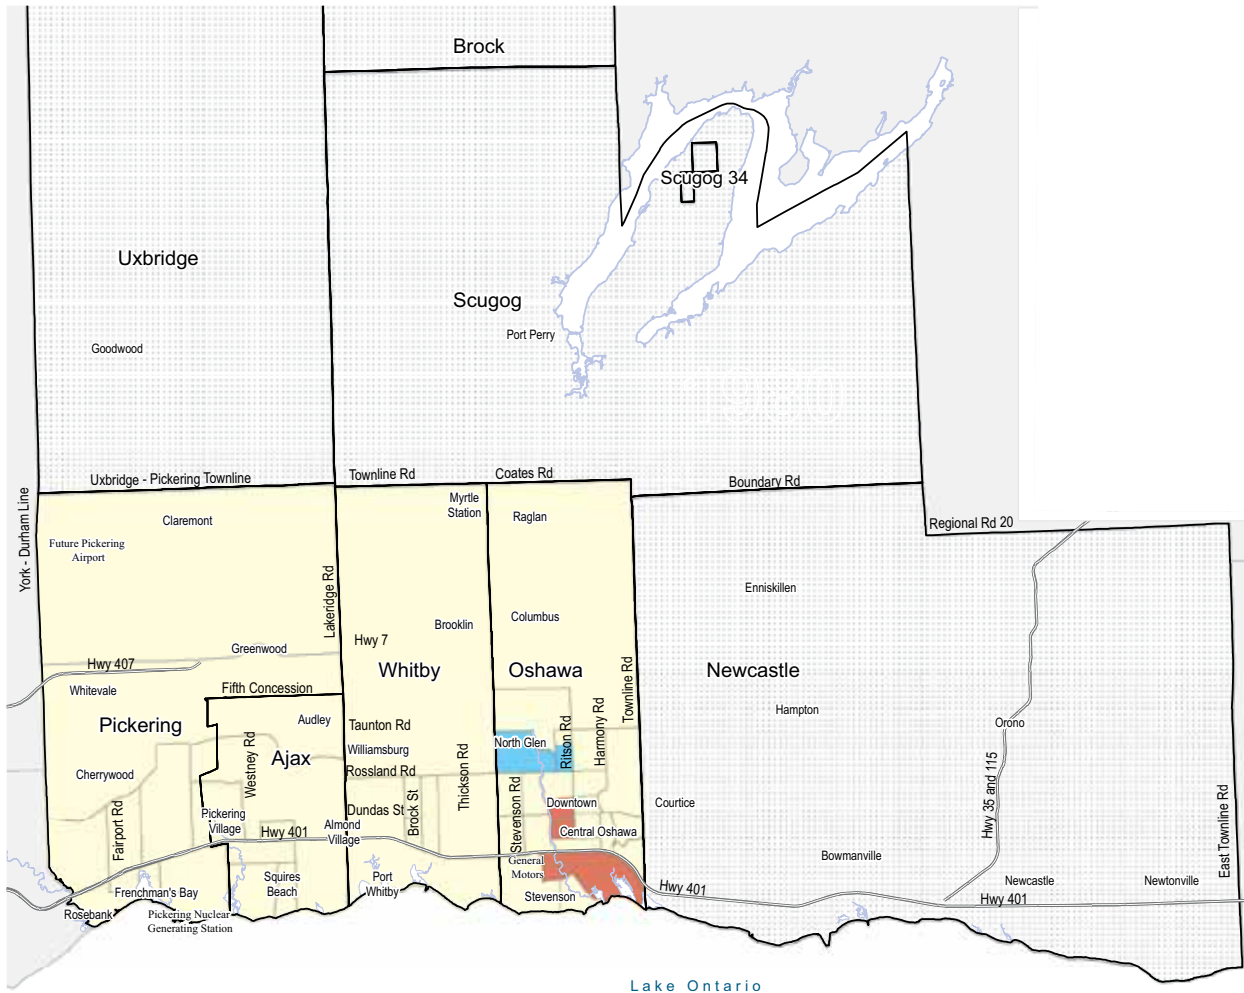 Brock
Scugog 34
Uxbridge
Scugog
Port Perry
Goodwood
1980
Uxbridge - Pickering Townline
Townline Rd
Coates Rd
Boundary Rd
Regional Rd 20
York - Durham Line
Claremont
Myrtle
Station
Raglan
Future Pickering
Airport
Lakeridge Rd
Enniskillen
Columbus
Brooklin
Hwy 7
Greenwood
Hwy 407
Whitby
Oshawa
Townline Rd
Newcastle
Whitevale
Fifth Concession
Pickering
Audley
Taunton Rd
Harmony Rd
Hampton
Orono
Ajax
Westney Rd
Williamsburg
North Glen
Ritson Rd
Cherrywood
Rossland Rd
Thickson Rd
Stevenson Rd
Hwy 35 and 115
Fairport Rd
Pickering
Village
Dundas St
Brock St
Downtown
Courtice
East Townline Rd
Hwy 401
Almond
Village
Central Oshawa
Bowmanville
General
Motors
Squires
Beach
Port
Whitby
Hwy 401
Newcastle
Newtonville
Frenchman's Bay
Stevenson
Hwy 401
Rosebank
Pickering Nuclear
Generating Station
Lake Ontario